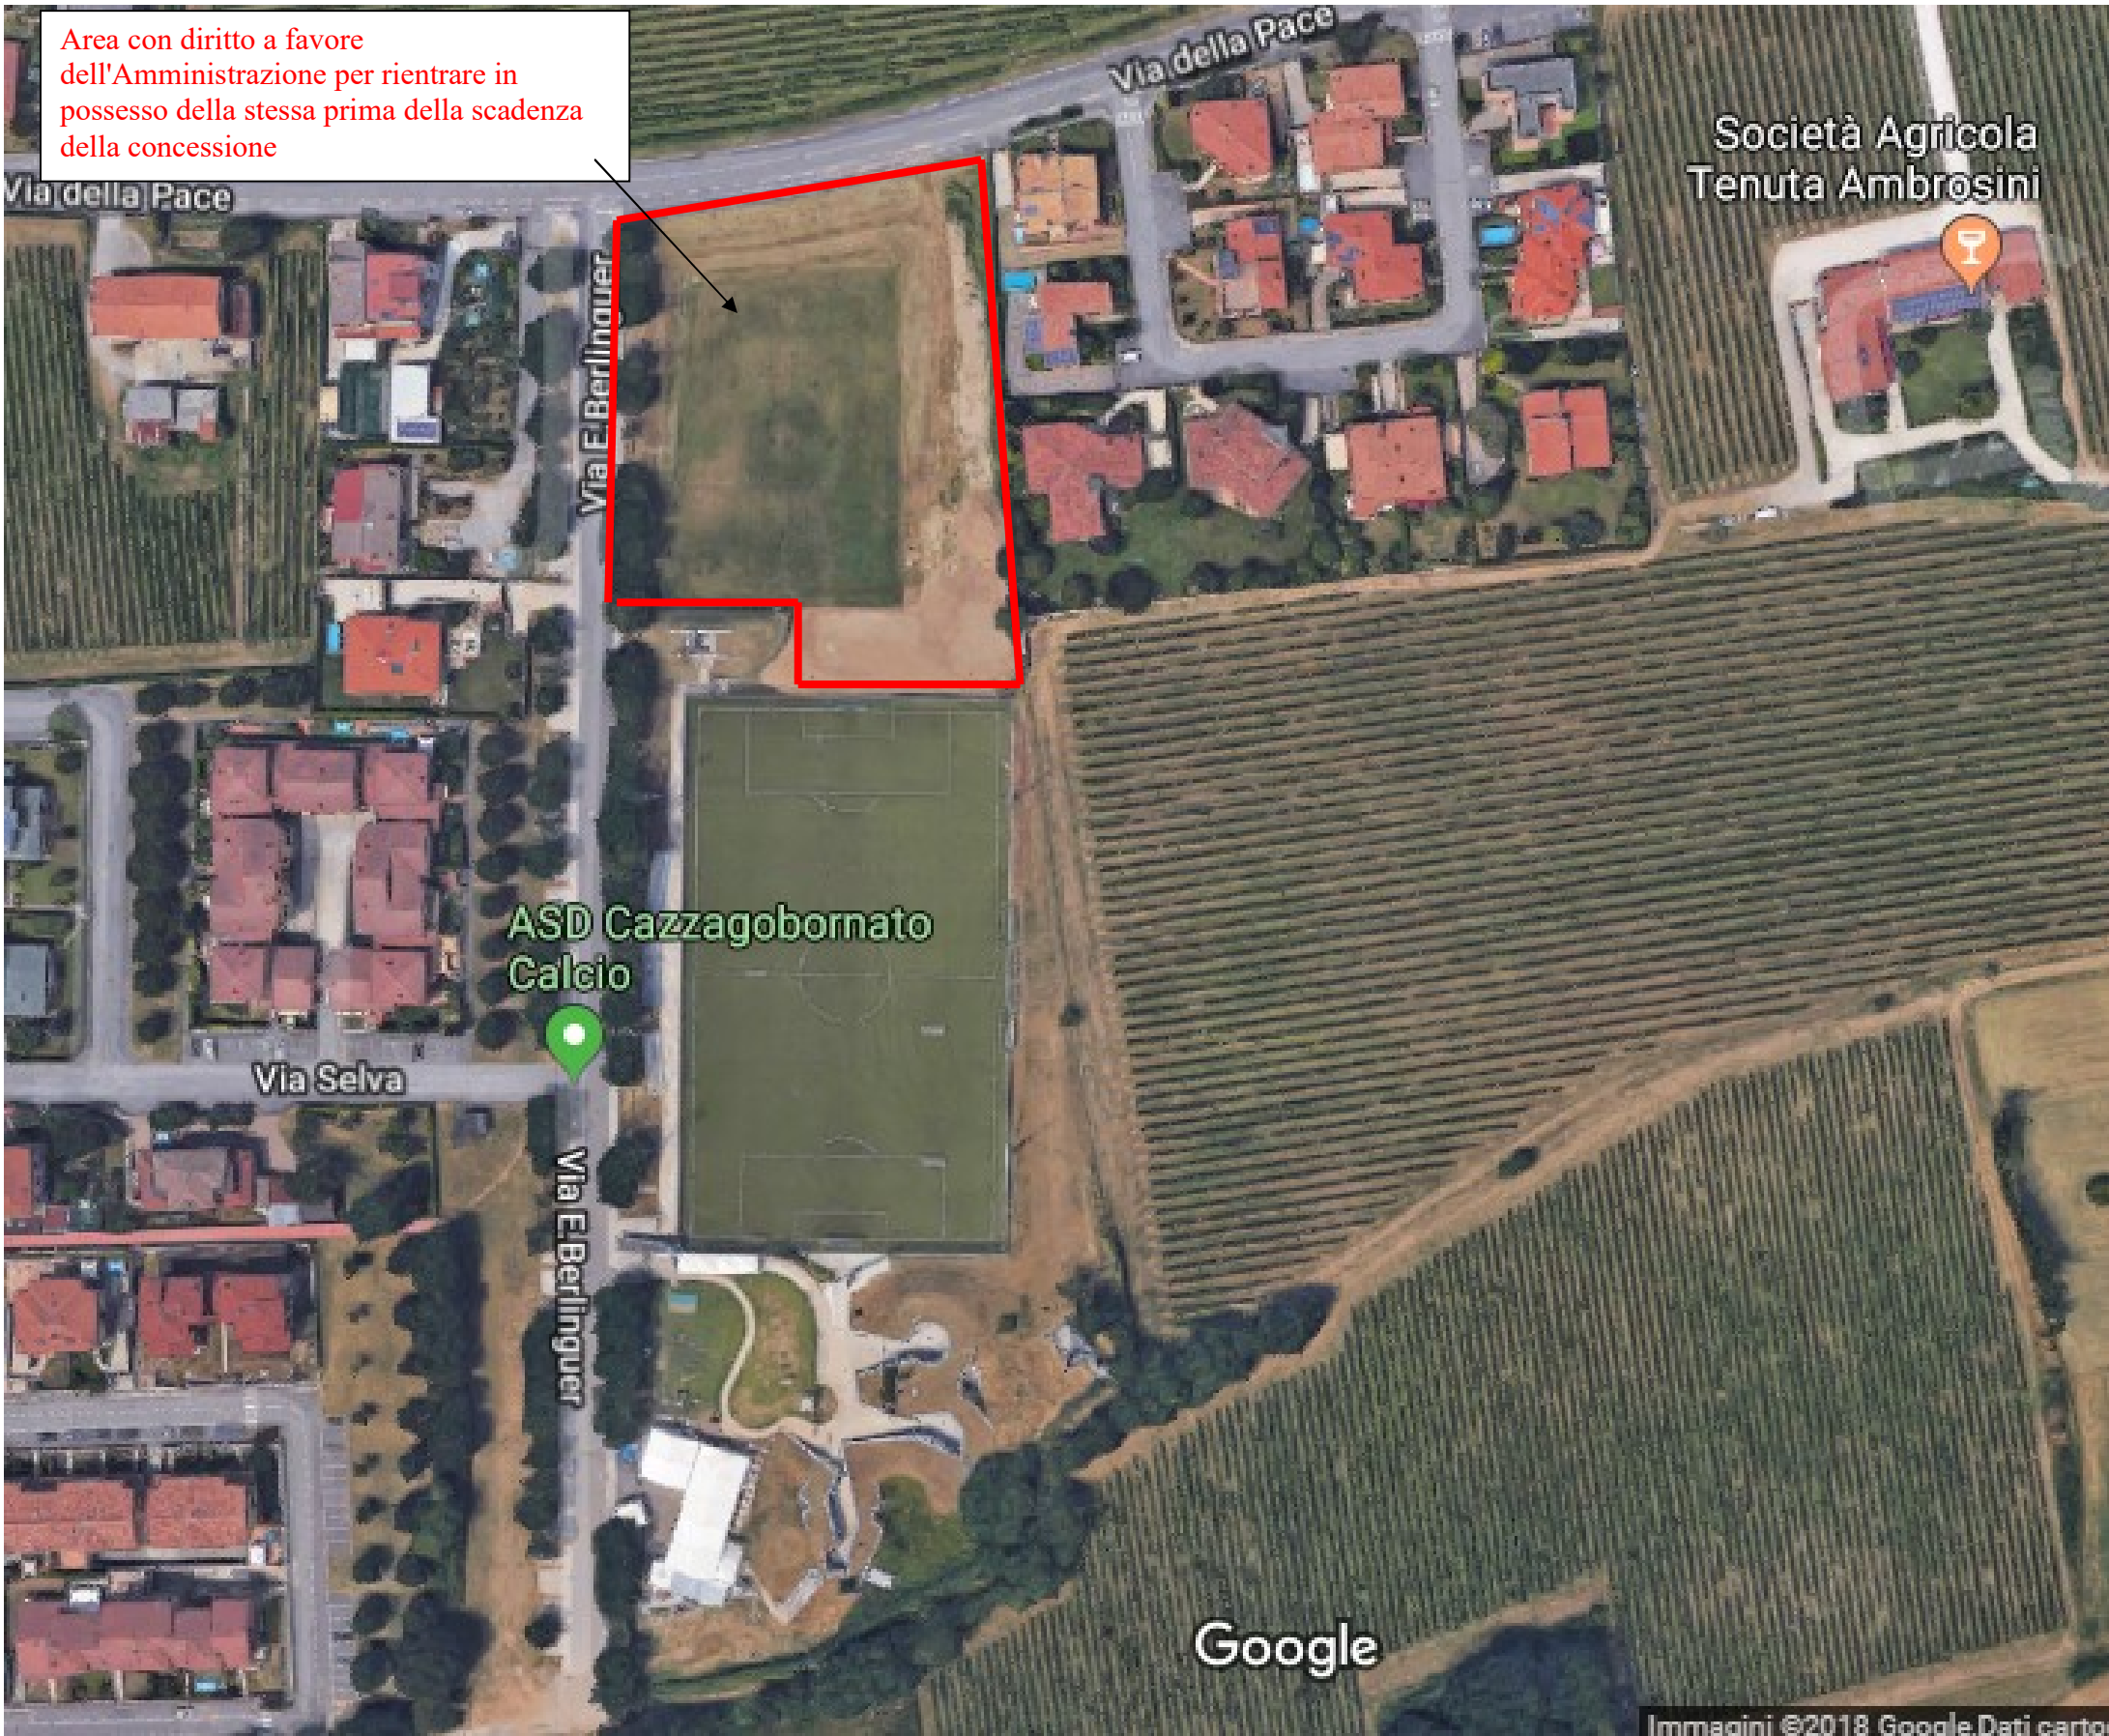 Area con diritto a favore
dell'Amministrazione per rientrare in
possesso della stessa prima della scadenza
della concessione
Via della Pace
Via della Pace
Società Agricola
Tenuta Ambrosini
Via E.Berlinguer
ASD Cazzagobornato
Calcio
Via Selva
Via E.Berlinguer
Google
Immagini ©2018 Google,Dati carto